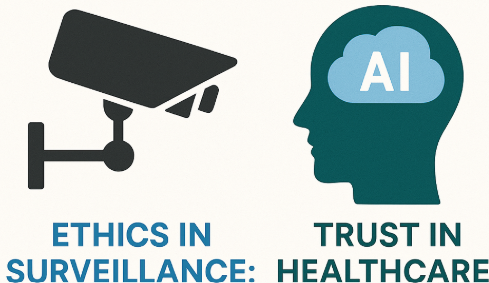 AI
ETHICS IN
SURVEILLANCE:
TRUST IN
HEALTHCARE